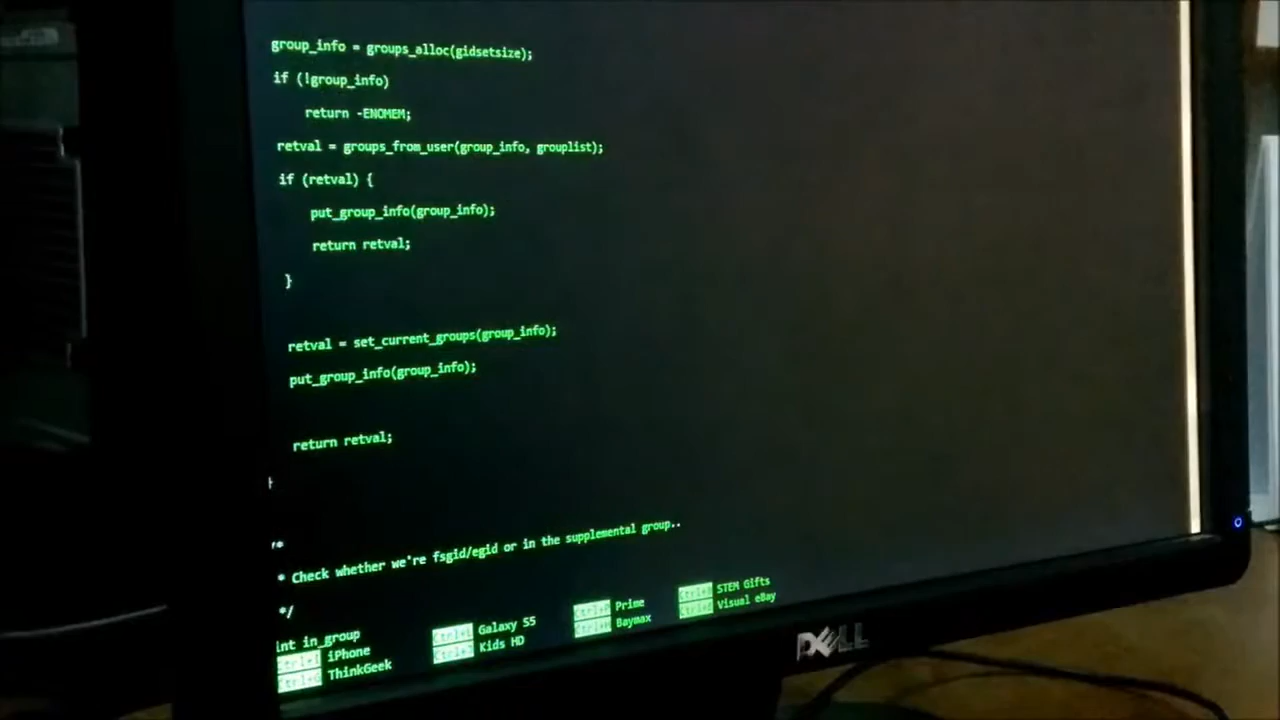 group_info = groups_alloc(gidsetsize);
if (!group_info)
return -ENOMEM;
retval = groups_from_user(group_info, grouplist);
if (retval) {
put_group_info(group_info);
return retval;
}
retval = set_current_groups(group_info);
put_group_info(group_info);
return retval;
}
/*
* Check whether we're fsgid/egid or in the supplemental group..
*/
int in_group
iPhone
Galaxy S5
Prime
STEM Gifts
ThinkGeek
Kids HD
Baymax
Visual eBay
DELL